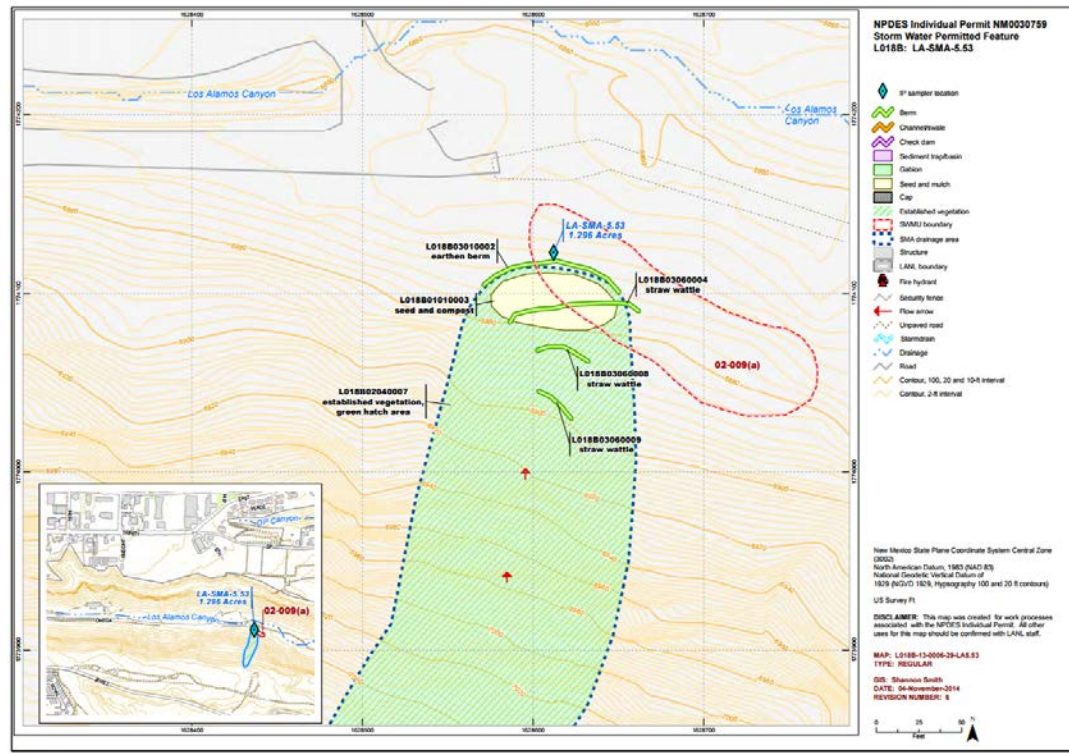 NPDES Individual Permit NM0030759
Storm Water Permitted Feature
L018B: LA-SMA-5.53
IP sampler location
Berm
Channel/swale
Check dam
Sediment trap/basin
Gabion
Seed and mulch
Cap
Established vegetation
SWMU boundary
SMA drainage area
Structure
LANL boundary
Fire hydrant
Security fence
Flow arrow
Unpaved road
Stormdrain
Drainage
Road
Contour, 100, 20 and 10-ft interval
Contour, 2-ft interval
New Mexico State Plane Coordinate System Central Zone
(3002)
North American Datum, 1983 (NAD 83)
National Geodetic Vertical Datum of
1929 (NGVD 1929, Hypsography 100 and 20 ft contours)
US Survey Ft
DISCLAIMER: This map was created for work processes
associated with the NPDES Individual Permit. All other
uses for this map should be confirmed with LANL staff.
MAP: L018B-13-0006-29-LA5.53
TYPE: REGULAR
GIS: Shannon Smith
DATE: 04-November-2014
REVISION NUMBER: 6
0 25 50
Feet
N
1628400 1628500 1628600 1628700
Los Alamos Canyon
Los Alamos
Canyon
LA-SMA-5.53
1.296 Acres
L018B03010002
earthen berm
L018B03060004
straw wattle
L018B01010003
seed and compost
02-009(a)
L018B03060008
straw wattle
L018B02040007
established vegetation,
green hatch area
L018B03060009
straw wattle
LA-SMA-5.53
1.296 Acres
02-009(a)
Los Alamos Canyon
DP Canyon
1628400 1628500 1628600 1628700